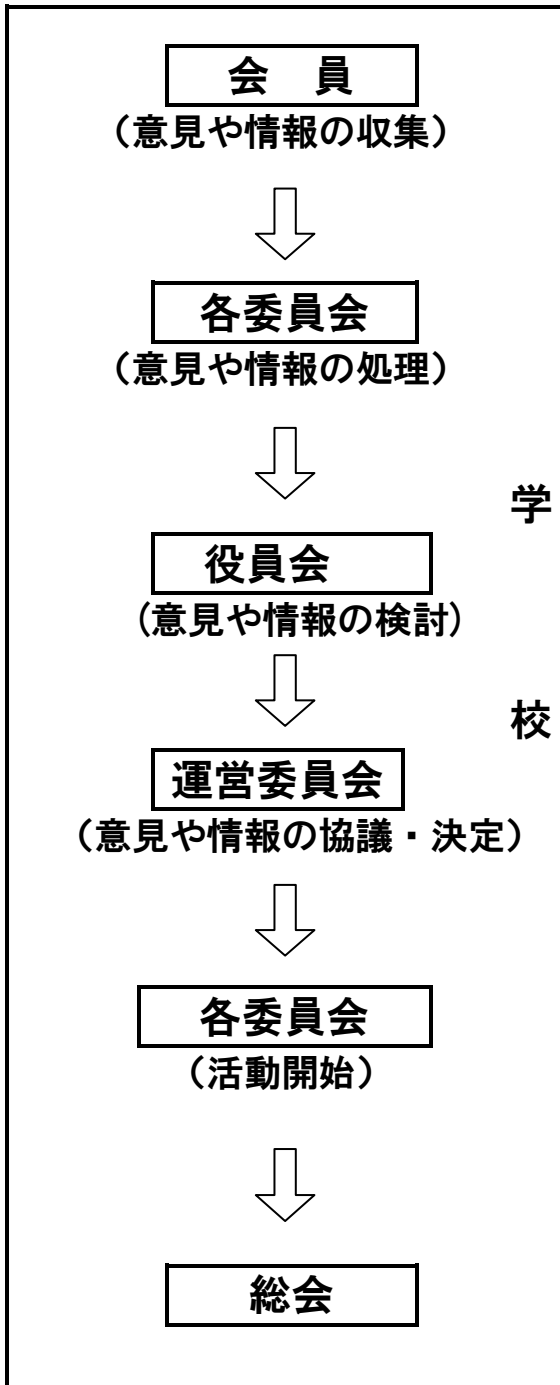 会　員
（意見や情報の収集）
各委員会
（意見や情報の処理）
学
役員会
(意見や情報の検討)
校
運営委員会
（意見や情報の協議・決定）
各委員会
（活動開始）
総会